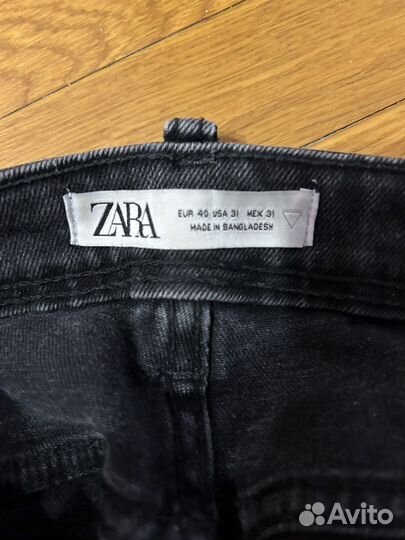 ZARA
EUR 40 USA 31 MEX 31
MADE IN BANGLADESH
Avito